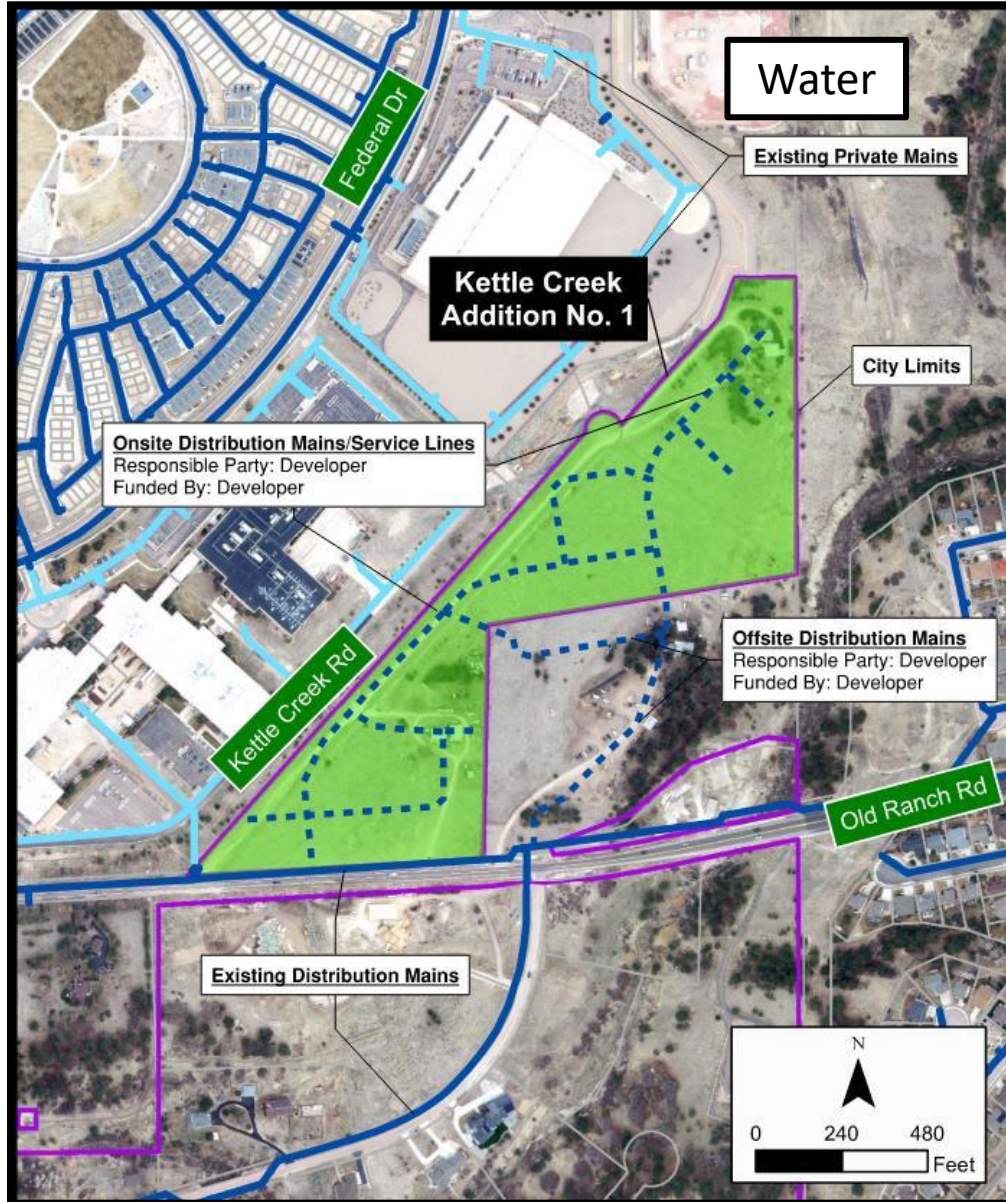 Water
Federal Dr
Existing Private Mains
Kettle Creek
Addition No. 1
City Limits
Onsite Distribution Mains/Service Lines
Responsible Party: Developer
Funded By: Developer
Offsite Distribution Mains
Responsible Party: Developer
Funded By: Developer
Kettle Creek Rd
Old Ranch Rd
Existing Distribution Mains
N
0 240 480
Feet